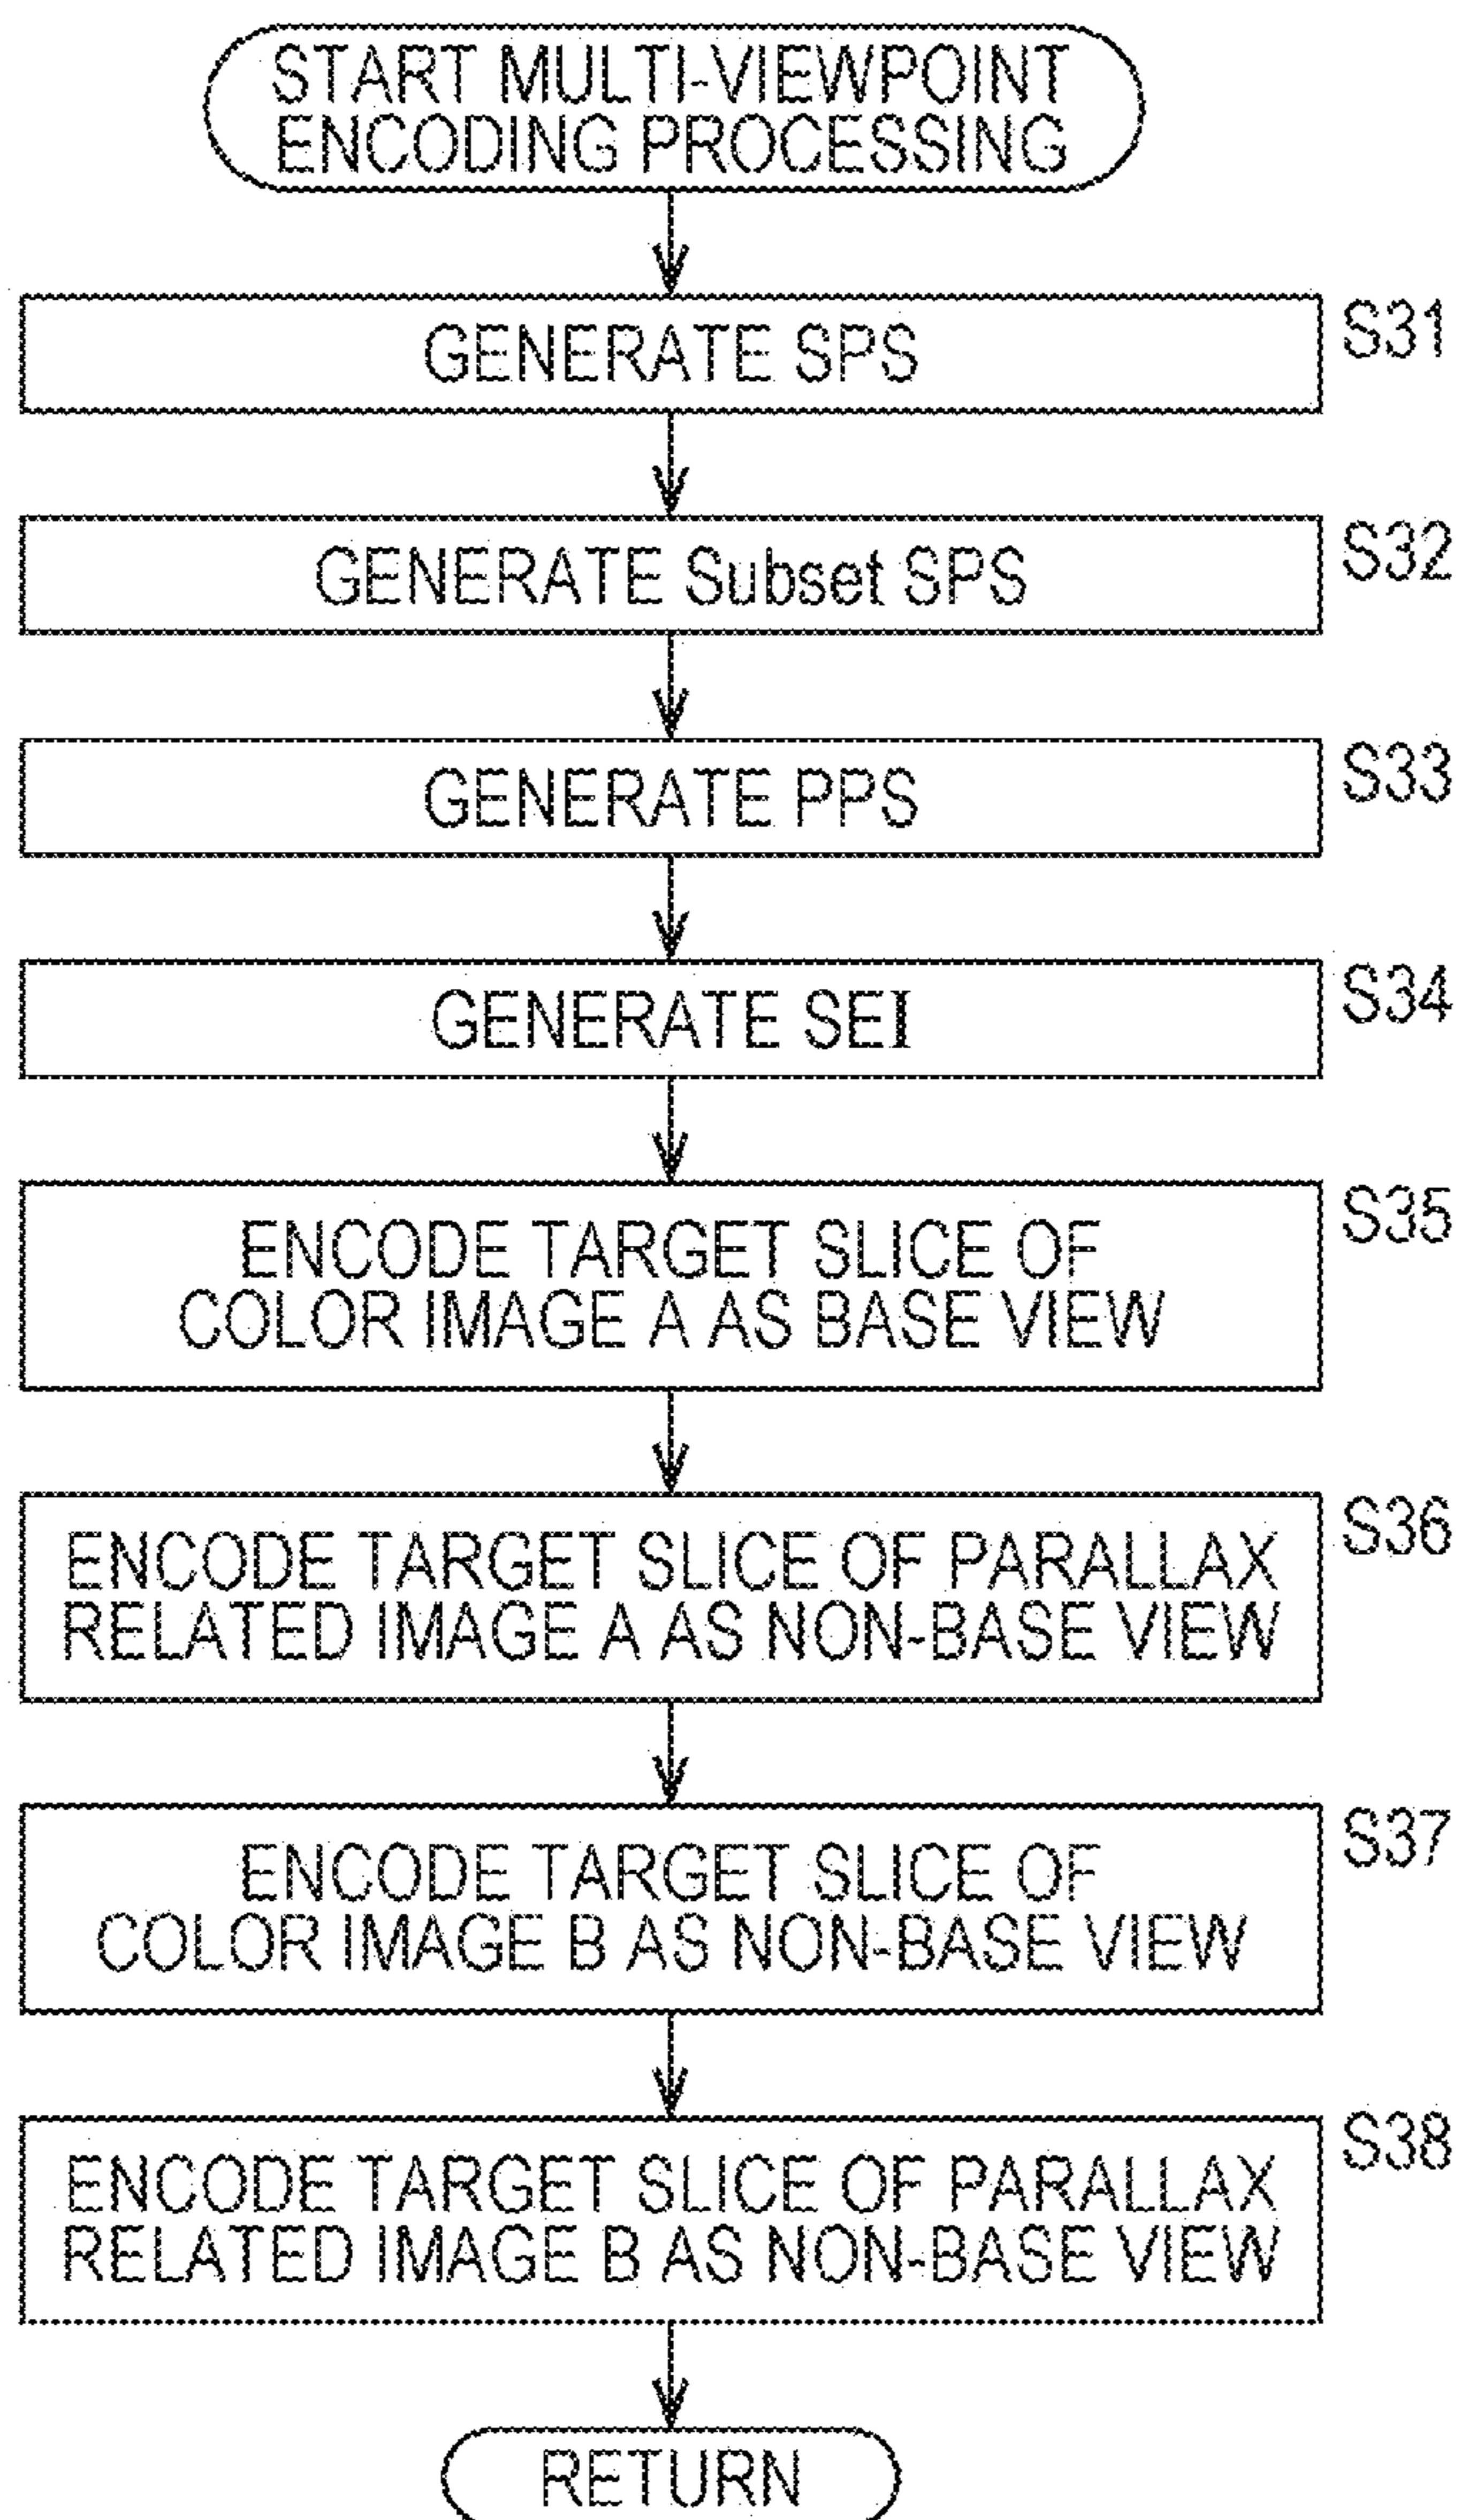 START MULTI-VIEWPOINT
ENCODING PROCESSING
GENERATE SPS
S31
GENERATE Subset SPS
S32
GENERATE PPS
S33
GENERATE SEI
S34
ENCODE TARGET SLICE OF
COLOR IMAGE A AS BASE VIEW
S35
ENCODE TARGET SLICE OF PARALLAX
RELATED IMAGE A AS NON-BASE VIEW
S36
ENCODE TARGET SLICE OF
COLOR IMAGE B AS NON-BASE VIEW
S37
ENCODE TARGET SLICE OF PARALLAX
RELATED IMAGE B AS NON-BASE VIEW
S38
RETURN